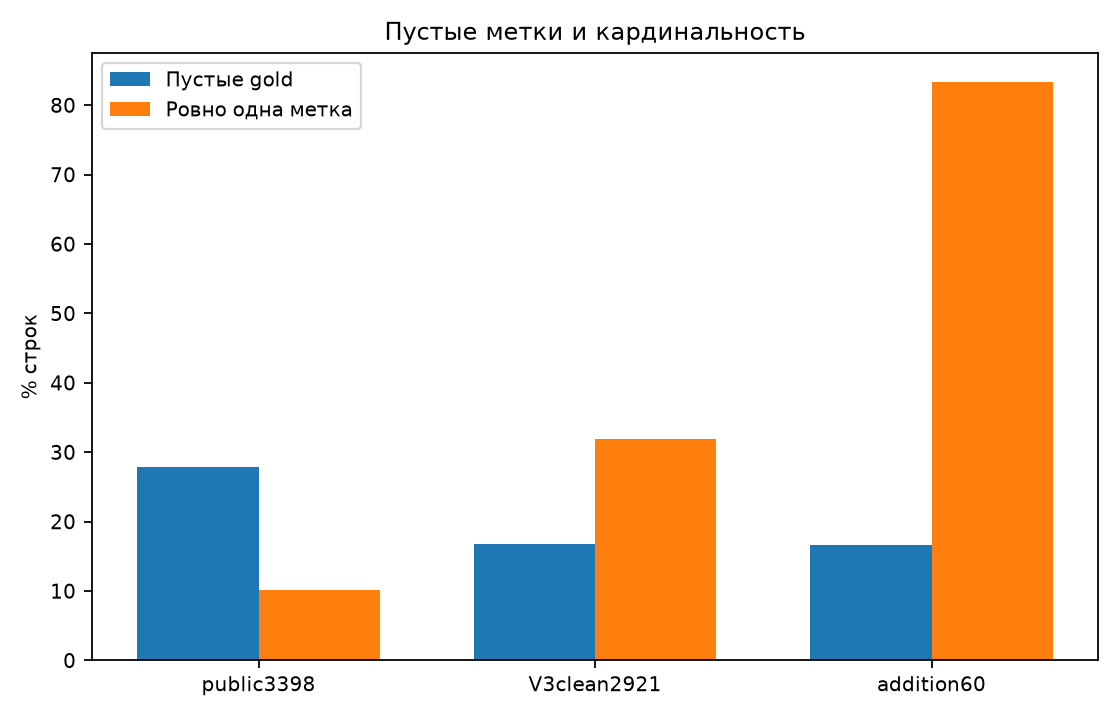 Пустые метки и кардинальность
Пустые gold
Ровно одна метка
% строк
80
70
60
50
40
30
20
10
0
public3398
V3clean2921
addition60